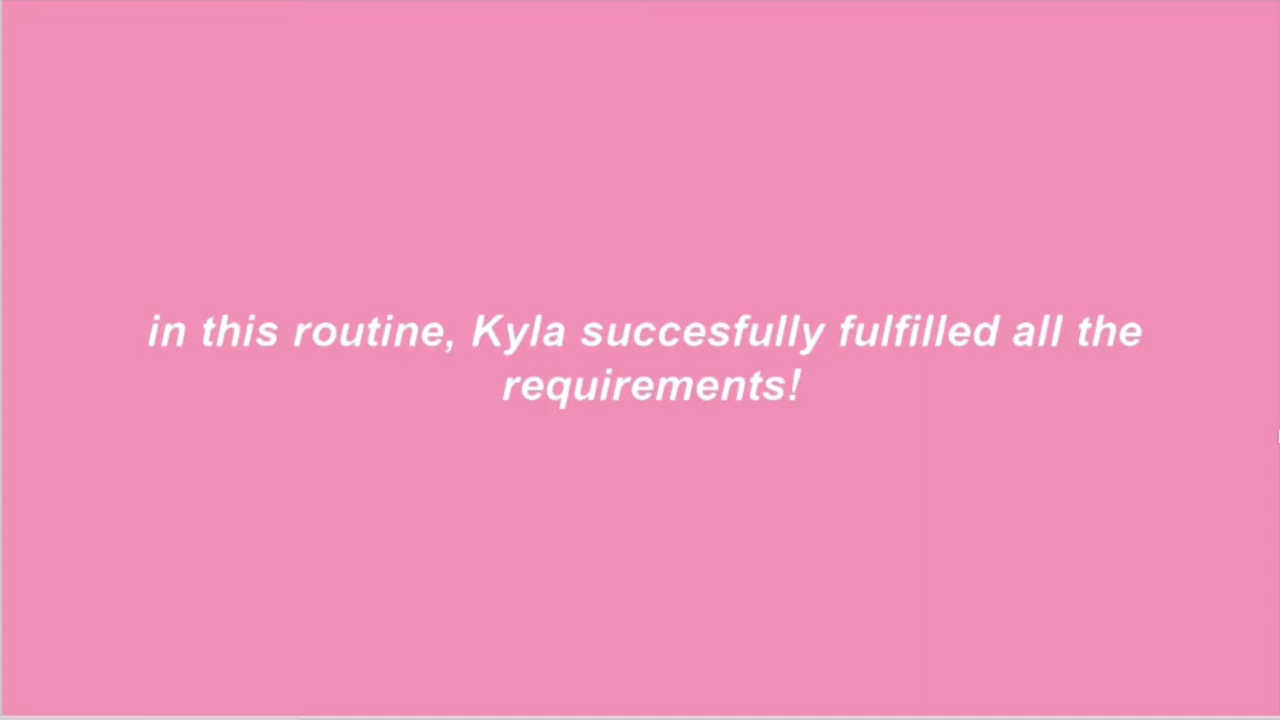 in this routine, Kyla succesfully fulfilled all the
requirements!